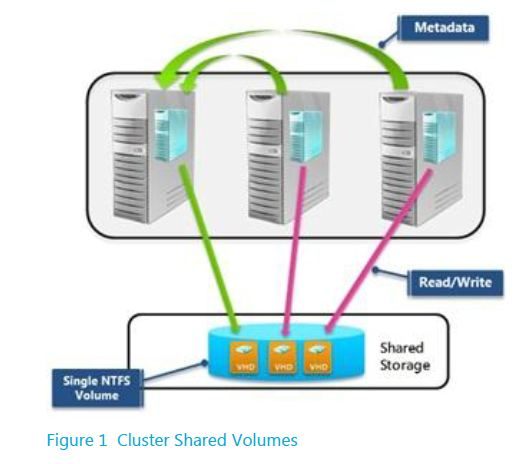 Metadata
Read/Write
Shared
Storage
VHD VHD VHD
Single NTFS
Volume
Figure 1 Cluster Shared Volumes